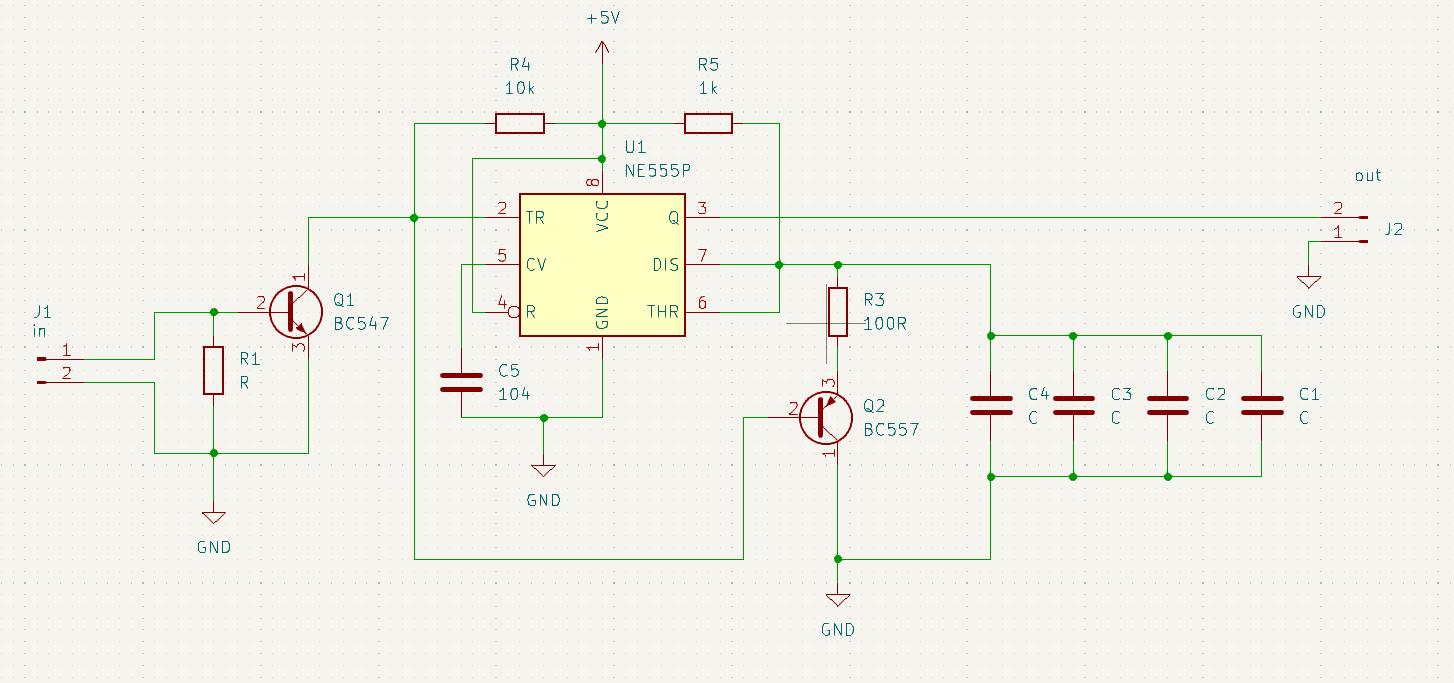 +5V
R4
10k
R5
1k
U1
NE555P
8
VCC
2
TR
Q
3
5
CV
DIS
7
4
R
GND
THR
6
1
out
2
1
J2
GND
J1
in
1
2
2
1
3
Q1
BC547
R1
R
GND
C5
104
GND
R3
100R
3
2
1
Q2
BC557
GND
C4
C
C3
C
C2
C
C1
C